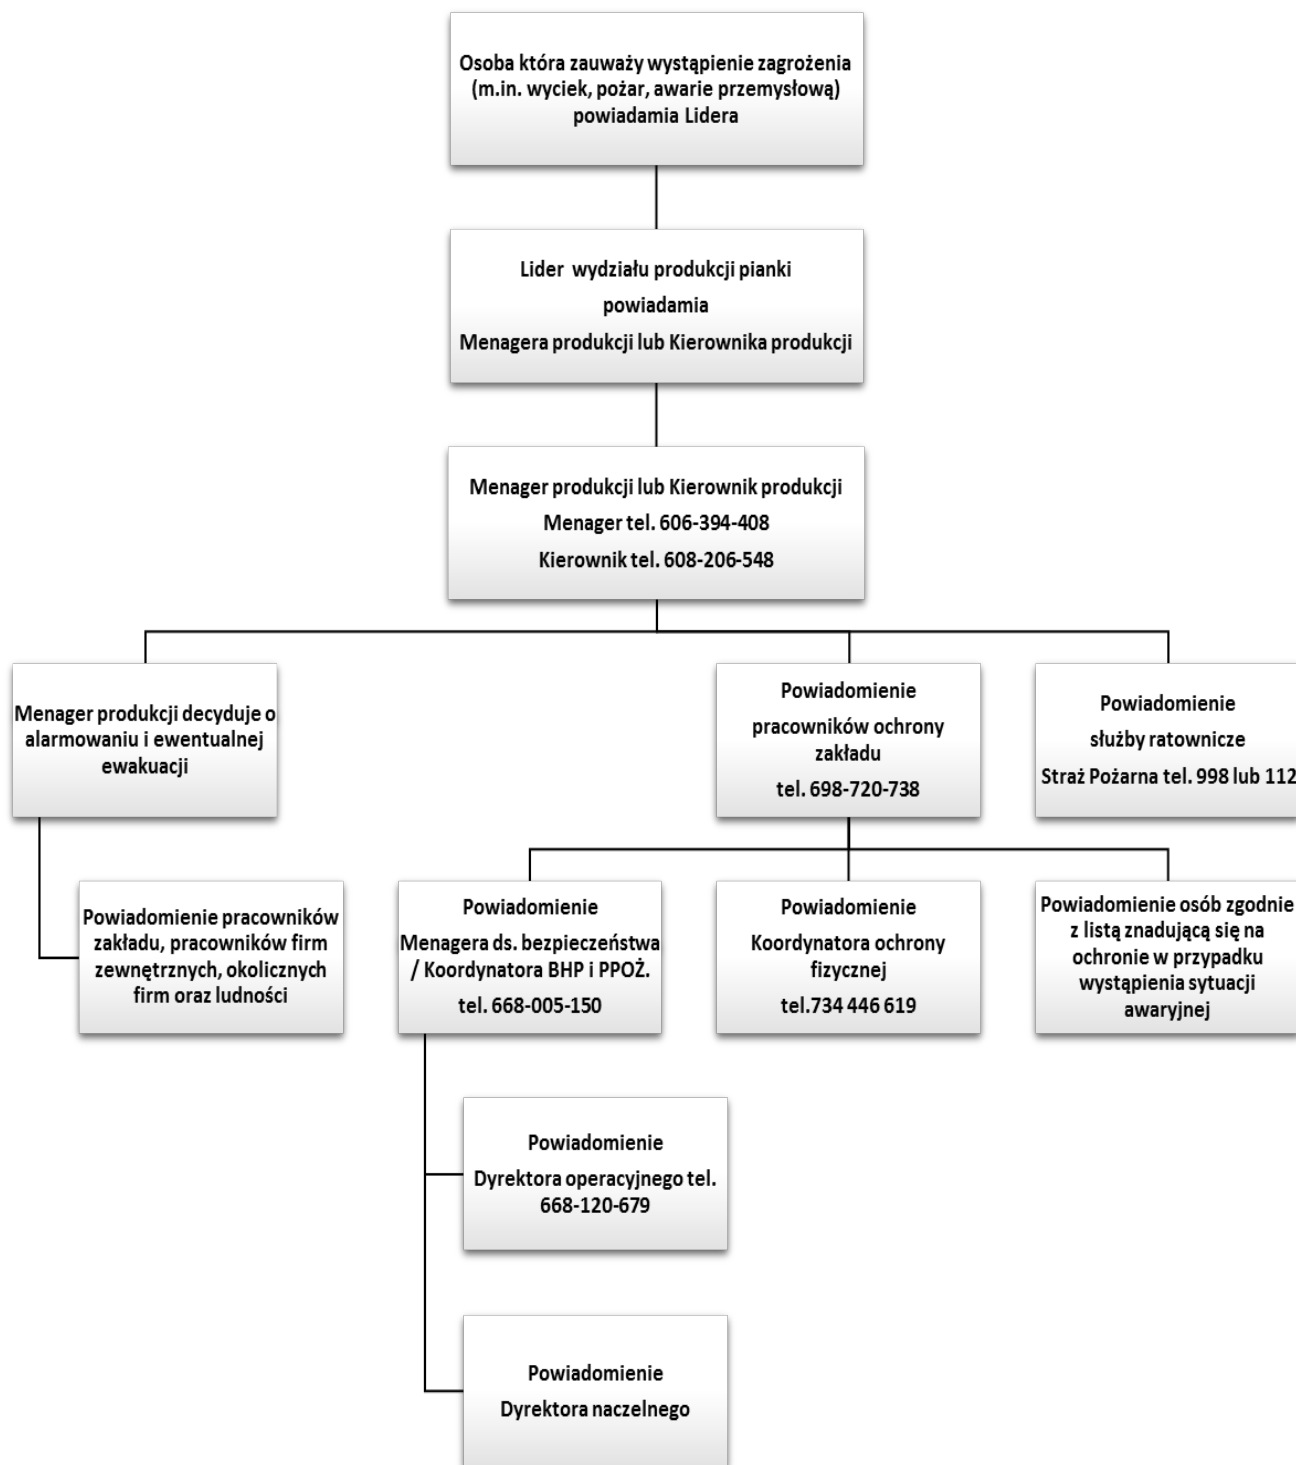 Osoba która zauważy wystąpienie zagrożenia
(m.in. wyciek, pożar, awarie przemysłową)
powiadamia Lidera
Lider wydziału produkcji pianki
powiadamia
Menagera produkcji lub Kierownika produkcji
Menager produkcji lub Kierownik produkcji
Menager tel. 606-394-408
Kierownik tel. 608-206-548
Menager produkcji decyduje o
alarmowaniu i ewentualnej
ewakuacji
Powiadomienie
pracowników ochrony
zakładu
tel. 698-720-738
Powiadomienie
służby ratownicze
Straż Pożarna tel. 998 lub 112
Powiadomienie pracowników
zakładu, pracowników firm
zewnętrznych, okolicznych
firm oraz ludności
Powiadomienie
Menagera ds. bezpieczeństwa
/ Koordynatora BHP i PPOŻ.
tel. 668-005-150
Powiadomienie
Koordynatora ochrony
fizycznej
tel.734 446 619
Powiadomienie osób zgodnie
z listą znadującą się na
ochronie w przypadku
wystąpienia sytuacji
awaryjnej
Powiadomienie
Dyrektora operacyjnego tel.
668-120-679
Powiadomienie
Dyrektora naczelnego